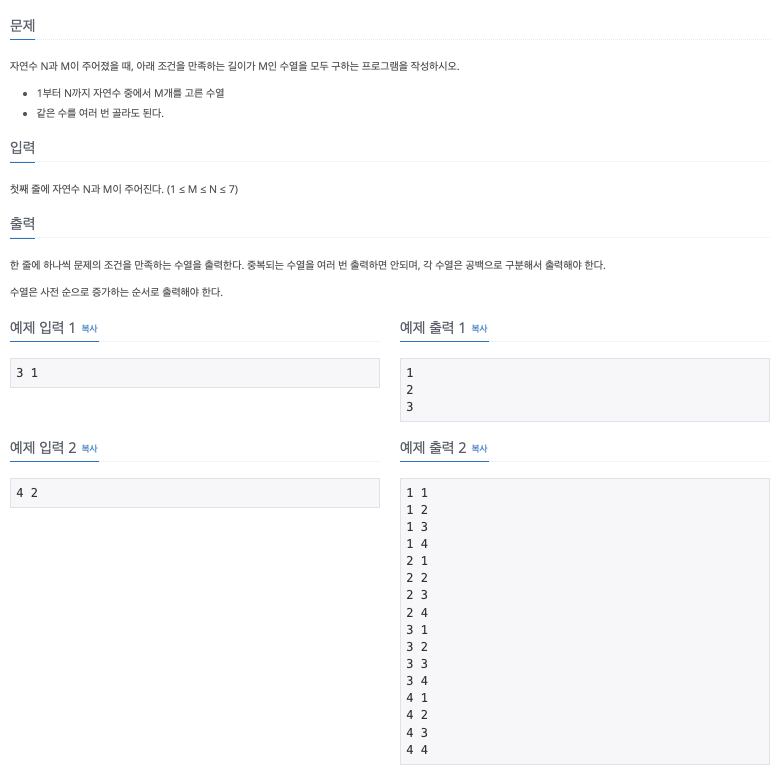 문제
자연수 N과 M이 주어졌을 때, 아래 조건을 만족하는 길이가 M인 수열을 모두 구하는 프로그램을 작성하시오.
• 1부터 N까지 자연수 중에서 M개를 고른 수열
• 같은 수를 여러 번 골라도 된다.
입력
첫째 줄에 자연수 N과 M이 주어진다. (1 ≤ M ≤ N ≤ 7)
출력
한 줄에 하나씩 문제의 조건을 만족하는 수열을 출력한다. 중복되는 수열을 여러 번 출력하면 안되며, 각 수열은 공백으로 구분해서 출력해야 한다.
수열은 사전 순으로 증가하는 순서로 출력해야 한다.
예제 입력 1 복사
3 1
예제 출력 1 복사
1
2
3
예제 입력 2 복사
4 2
예제 출력 2 복사
1 1
1 2
1 3
1 4
2 1
2 2
2 3
2 4
3 1
3 2
3 3
3 4
4 1
4 2
4 3
4 4